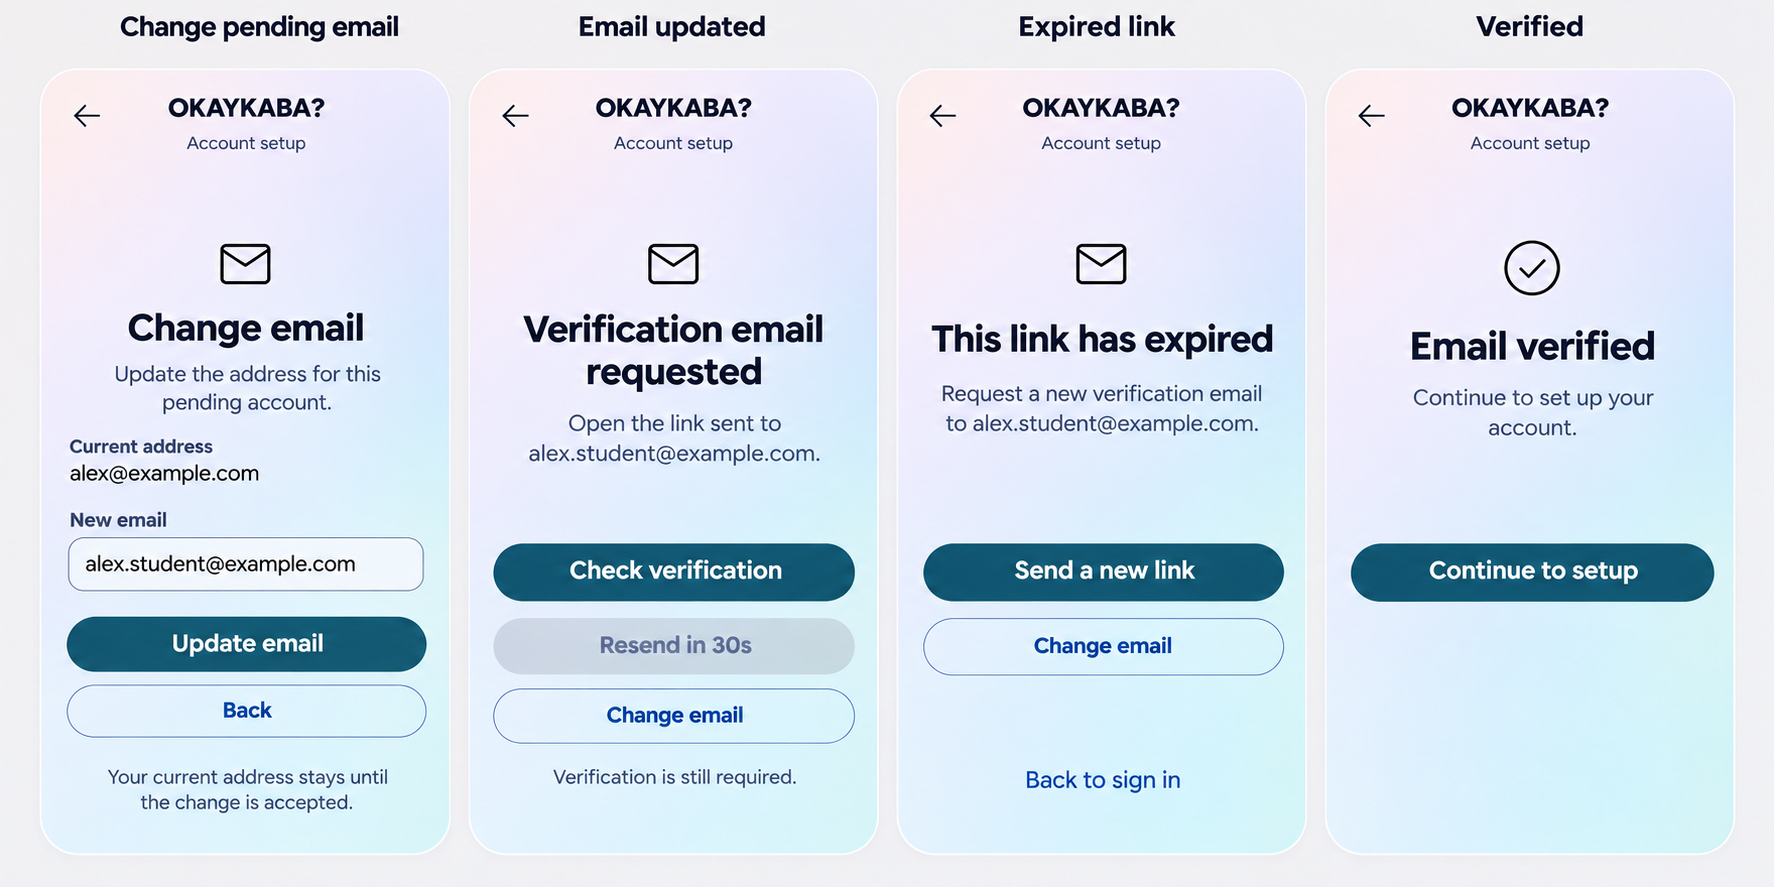 Change pending email
OKAYKABA?
Account setup
Change email
Update the address for this
pending account.
Current address
alex@example.com
New email
alex.student@example.com
Update email
Back
Your current address stays until
the change is accepted.
Email updated
OKAYKABA?
Account setup
Verification email
requested
Open the link sent to
alex.student@example.com.
Check verification
Resend in 30s
Change email
Verification is still required.
Expired link
OKAYKABA?
Account setup
This link has expired
Request a new verification email
to alex.student@example.com.
Send a new link
Change email
Back to sign in
Verified
OKAYKABA?
Account setup
Email verified
Continue to set up your
account.
Continue to setup